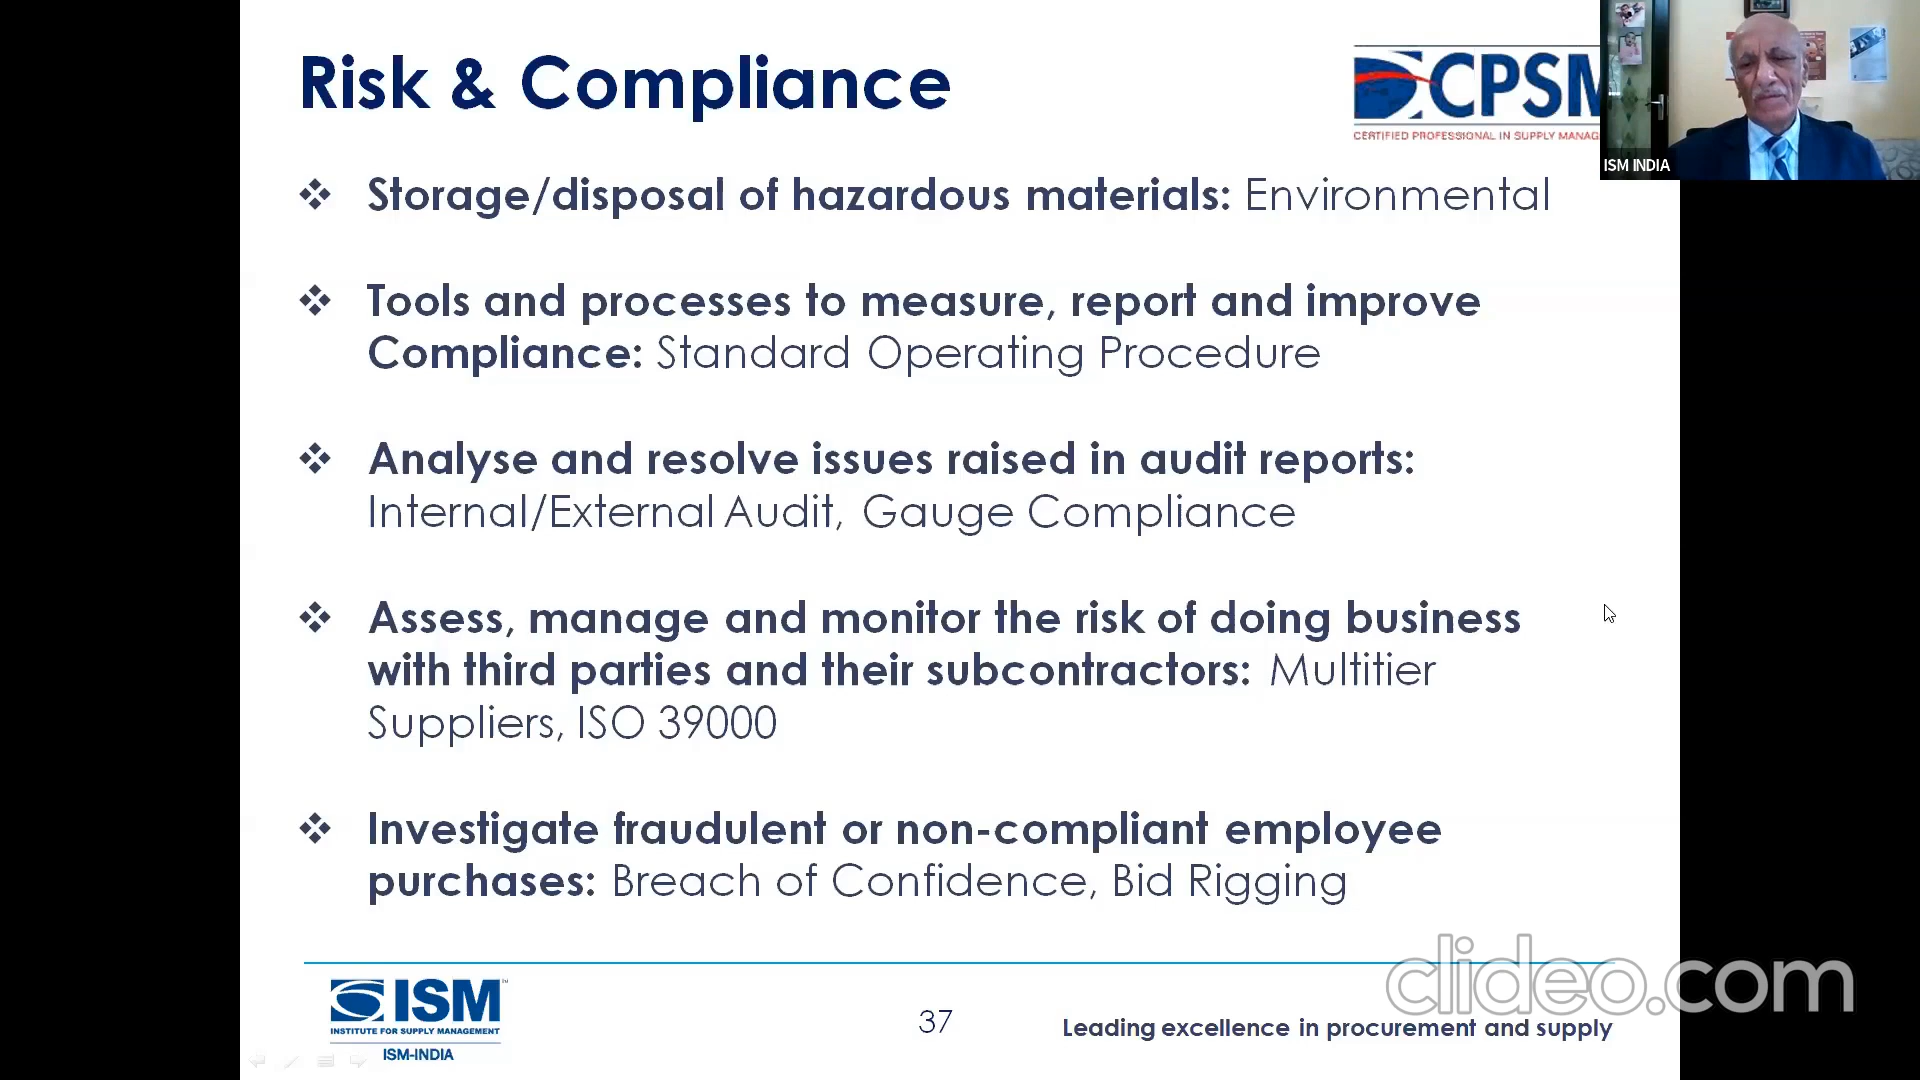 Risk & Compliance
CPSM
CERTIFIED PROFESSIONAL IN SUPPLY
ISM INDIA
❖ Storage/disposal of hazardous materials: Environmental
❖ Tools and processes to measure, report and improve
Compliance: Standard Operating Procedure
❖ Analyse and resolve issues raised in audit reports:
Internal/External Audit, Gauge Compliance
❖ Assess, manage and monitor the risk of doing business
with third parties and their subcontractors: Multitier
Suppliers, ISO 39000
❖ Investigate fraudulent or non-compliant employee
purchases: Breach of Confidence, Bid Rigging
clideo.com
ISM
INSTITUTE FOR SUPPLY MANAGEMENT
ISM-INDIA
37
Leading excellence in procurement and supply